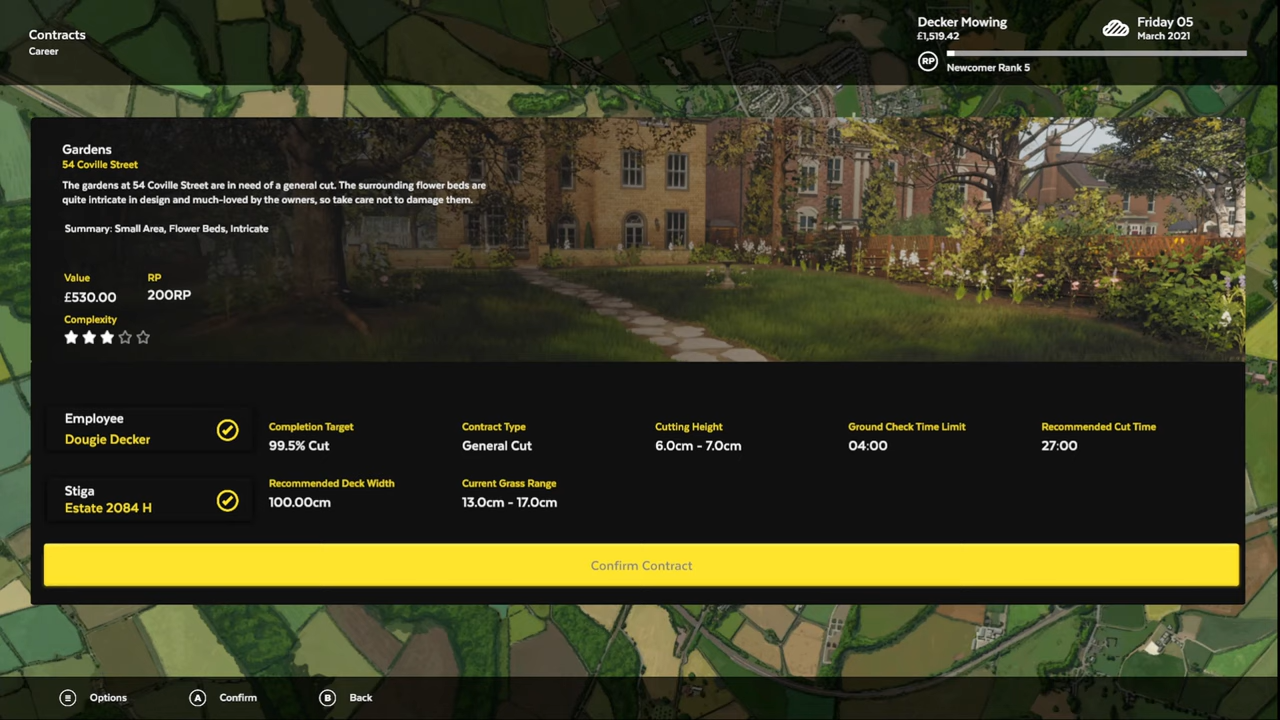 Contracts
Career
Decker Mowing
£1,519.42
Friday 05
March 2021
RP
Newcomer Rank 5
Gardens
54 Coville Street
The gardens at 54 Coville Street are in need of a general cut. The surrounding flower beds are
quite intricate in design and much-loved by the owners, so take care not to damage them.
Summary: Small Area, Flower Beds, Intricate
Value
RP
£530.00
200RP
Complexity
Employee
Dougie Decker
Completion Target
99.5% Cut
Contract Type
General Cut
Cutting Height
6.0cm - 7.0cm
Ground Check Time Limit
04:00
Recommended Cut Time
27:00
Stiga
Estate 2084 H
Recommended Deck Width
100.00cm
Current Grass Range
13.0cm - 17.0cm
Confirm Contract
Options
A Confirm
B Back